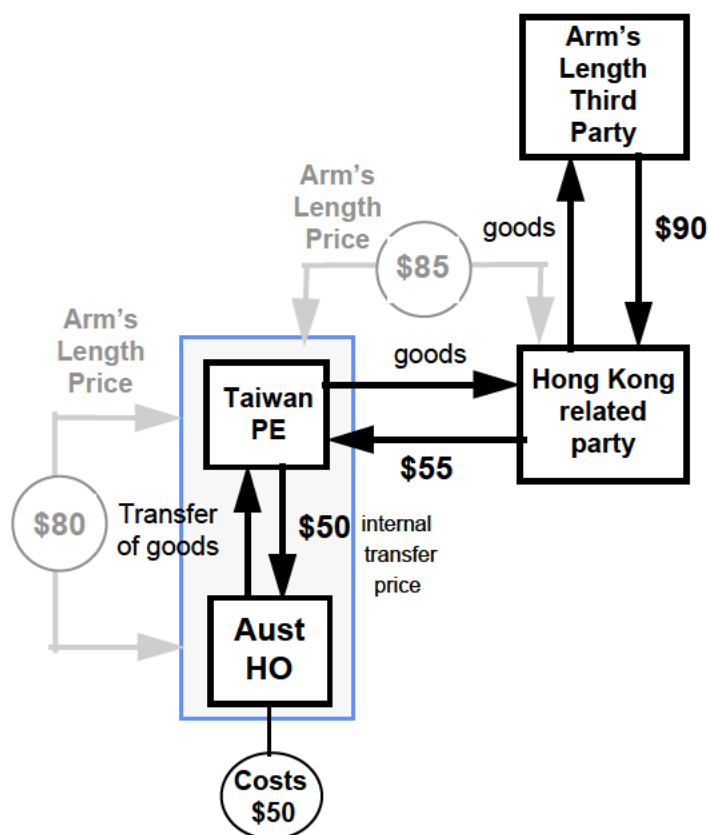 Arm's
Length
Third
Party
Arm's
Length
Price
goods
$90
$85
Arm's
Length
Price
goods
Taiwan
PE
Hong Kong
related
party
$55
$80
Transfer
of goods
$50 internal
transfer
price
Aust
HO
Costs
$50